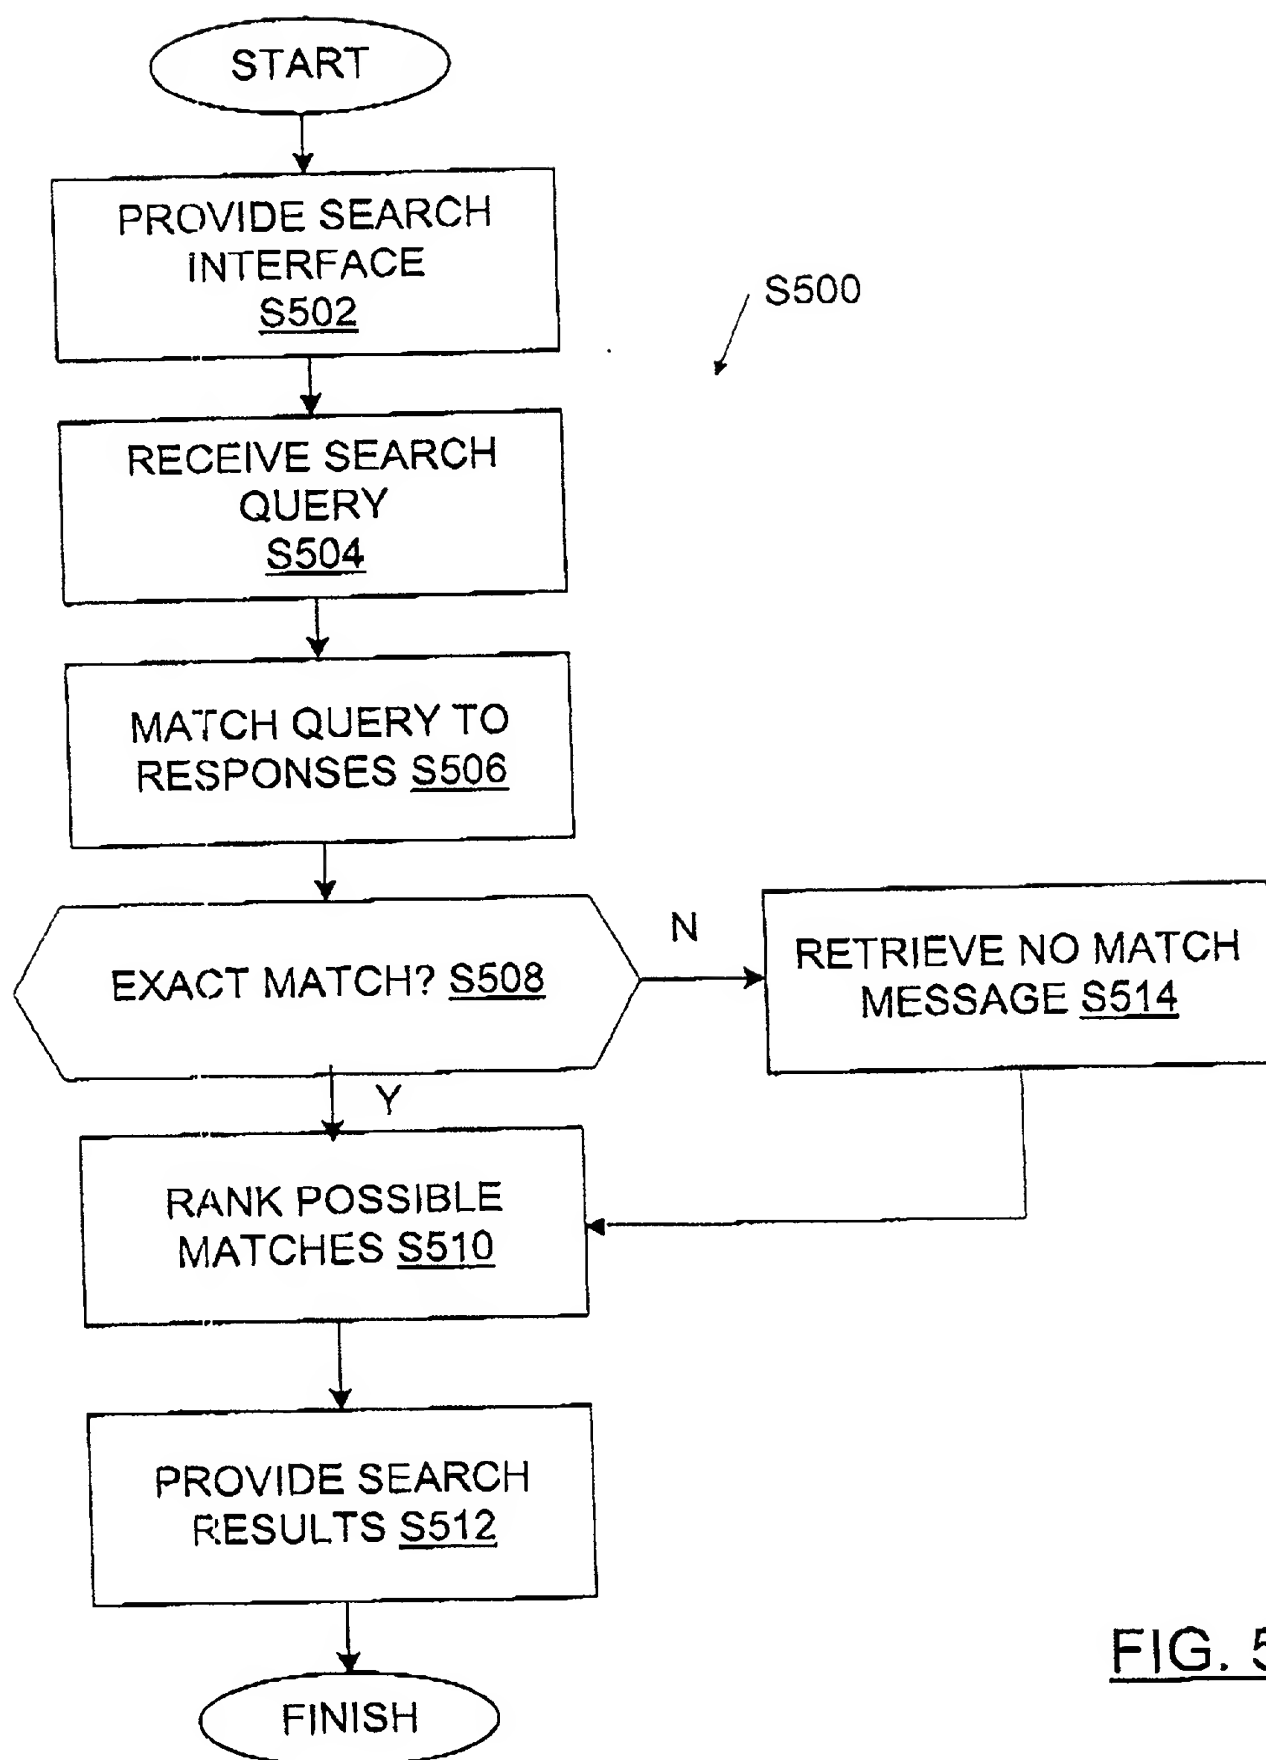 START
PROVIDE SEARCH
INTERFACE
S502
S500
RECEIVE SEARCH
QUERY
S504
MATCH QUERY TO
RESPONSES S506
EXACT MATCH? S508
N
RETRIEVE NO MATCH
MESSAGE S514
Y
RANK POSSIBLE
MATCHES S510
PROVIDE SEARCH
RESULTS S512
FIG. 5
FINISH